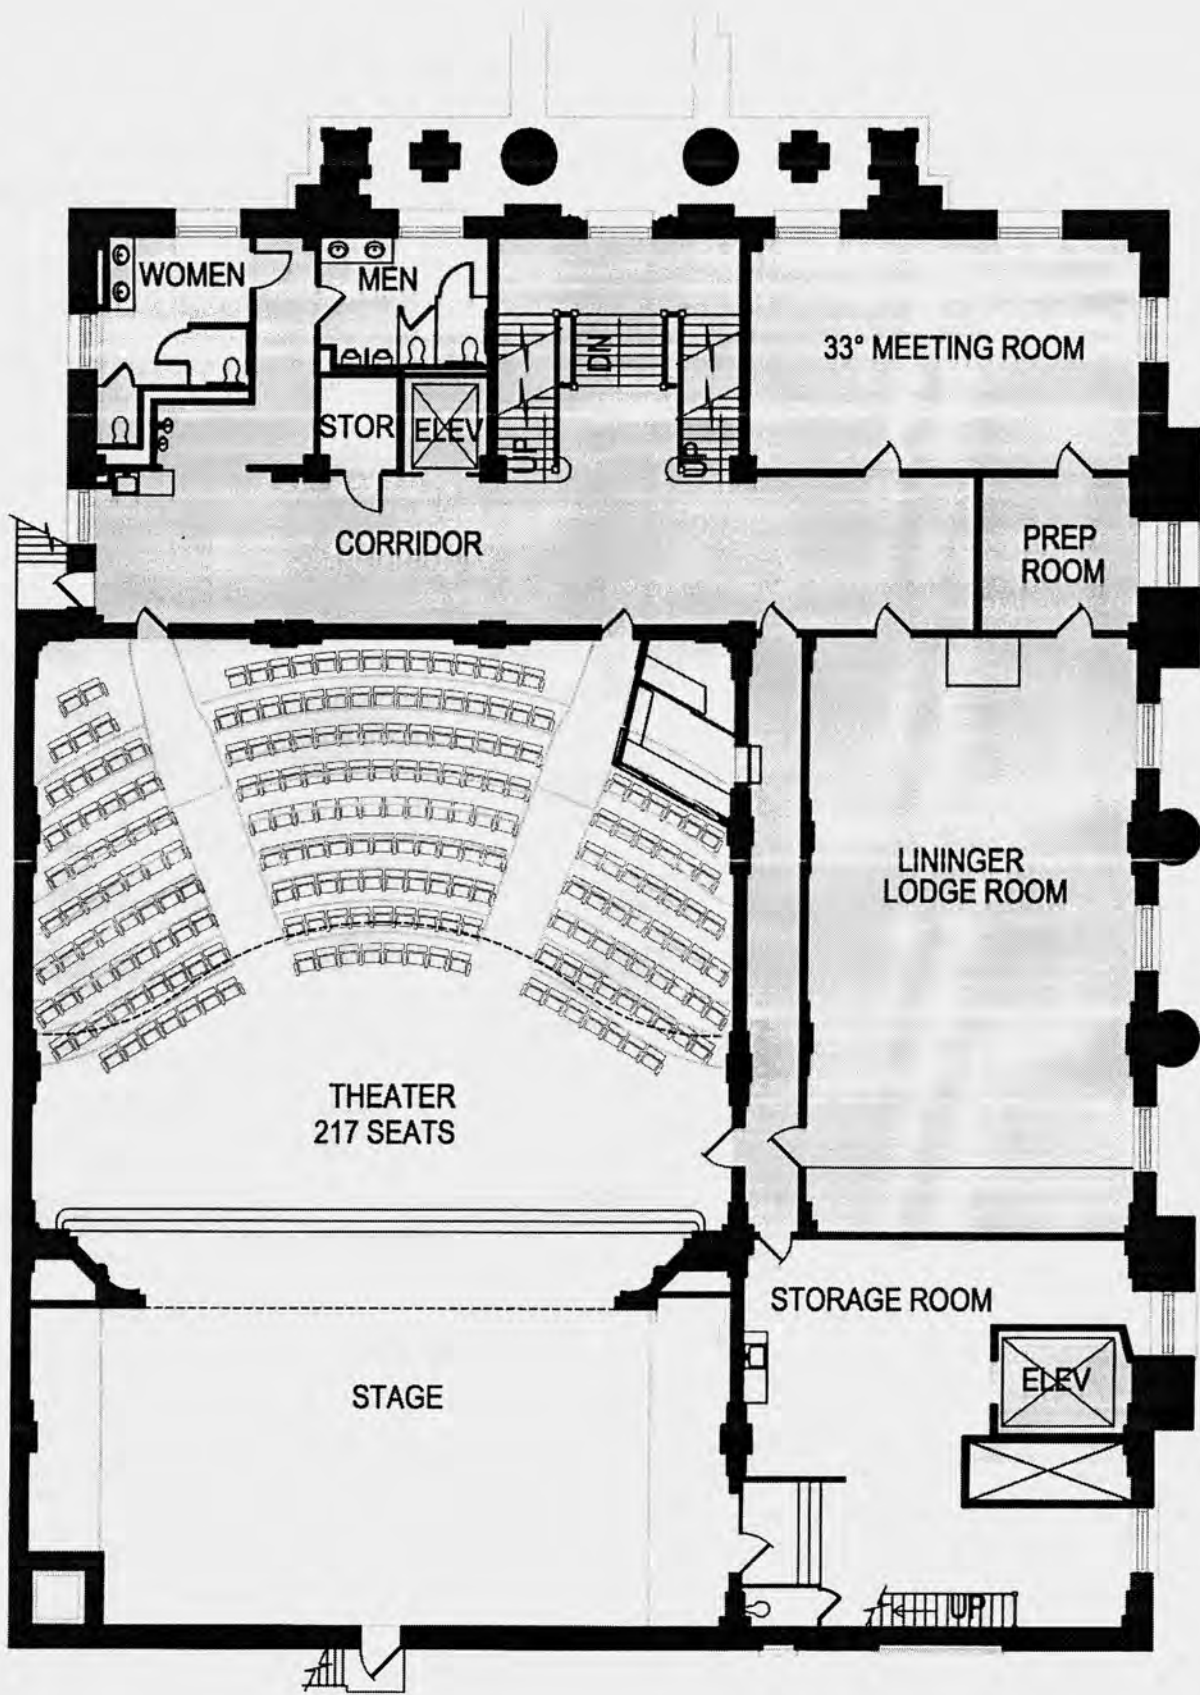 WOMEN
MEN
DN
33° MEETING ROOM
STOR
ELEV
UP
UP
CORRIDOR
PREP
ROOM
LININGER
LODGE ROOM
THEATER
217 SEATS
STORAGE ROOM
ELEV
STAGE
UP